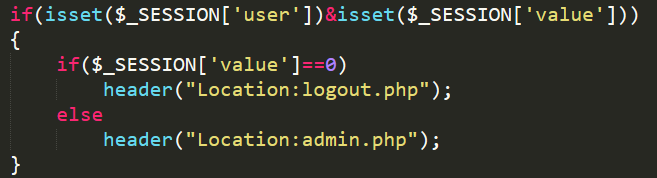 if(isset($_SESSION['user'])&isset($_SESSION['value']))
{
    if($_SESSION['value']==0)
        header("Location:logout.php");
    else
        header("Location:admin.php");
}